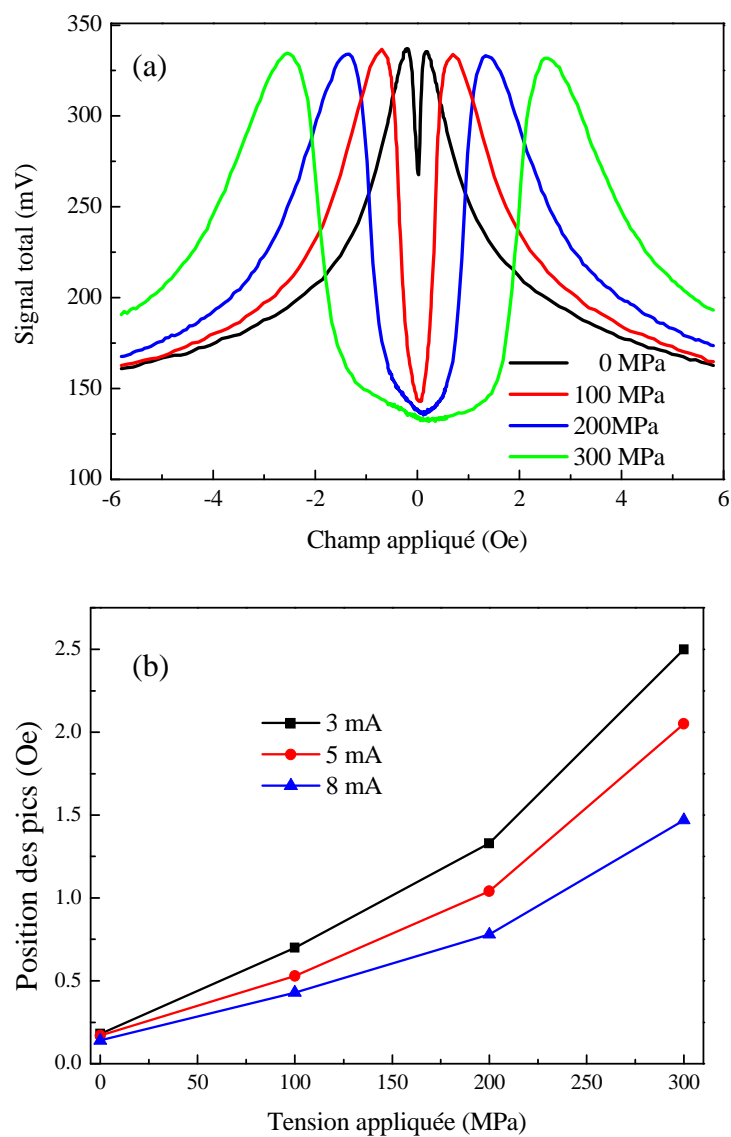 350
(a)
300
250
200
150
100
Signal total (mV)
0 MPa
100 MPa
200MPa
300 MPa
-6 -4 -2 0 2 4 6
Champ appliqué (Oe)
2.5
(b)
2.0
1.5
1.0
0.5
0.0
Position des pics (Oe)
3 mA
5 mA
8 mA
0 50 100 150 200 250 300
Tension appliquée (MPa)